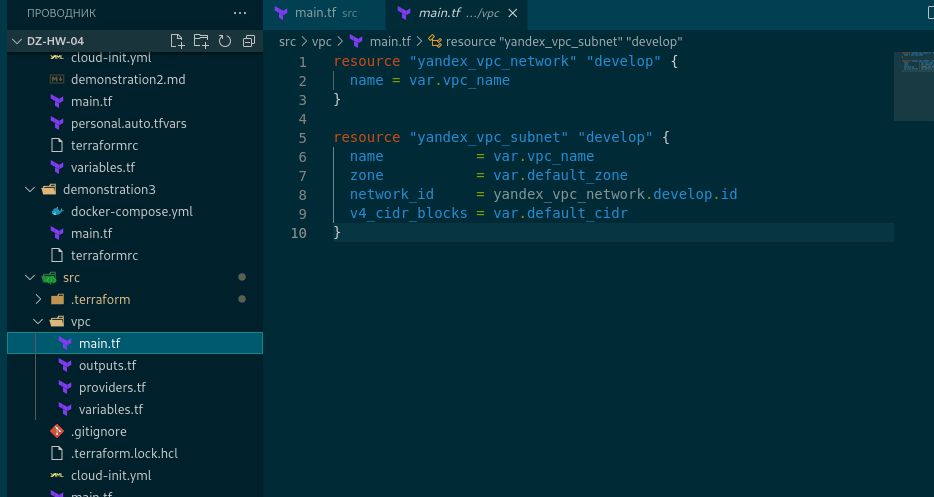 ПРОВОДНИК ...
DZ-HW-04
cloud-init.yml
demonstration2.md
main.tf
personal.auto.tfvars
terraformrc
variables.tf
demonstration3
docker-compose.yml
main.tf
terraformrc
src
.terraform
vpc
main.tf
outputs.tf
providers.tf
variables.tf
.gitignore
.terraform.lock.hcl
cloud-init.yml
main.tf
main.tf src
main.tf .../vpc
src > vpc > main.tf > resource "yandex_vpc_subnet" "develop"
1 resource "yandex_vpc_network" "develop" {
2   name = var.vpc_name
3 }
4
5 resource "yandex_vpc_subnet" "develop" {
6   name           = var.vpc_name
7   zone           = var.default_zone
8   network_id     = yandex_vpc_network.develop.id
9   v4_cidr_blocks = var.default_cidr
10 }